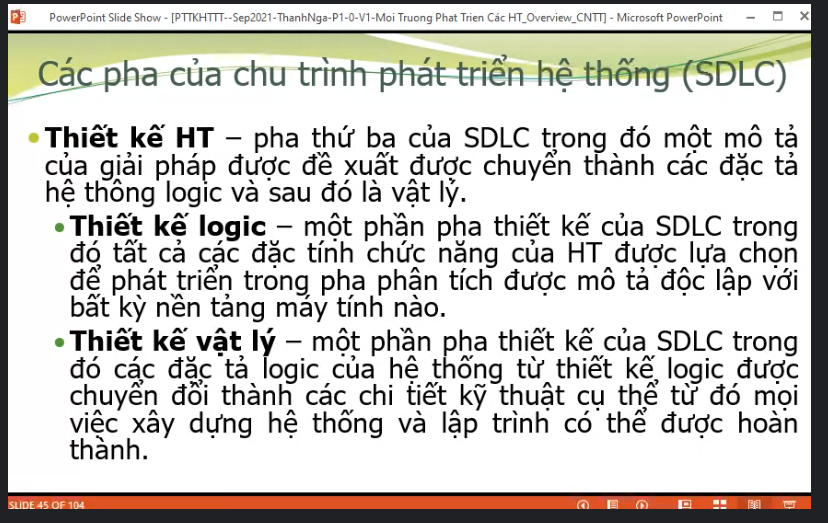 PowerPoint Slide Show - [PTTKHTTT--Sep2021-ThanhNga-P1-0-V1-Moi Truong Phat Trien Các HT_Overview_CNTT] - Microsoft PowerPoint
Các pha của chu trình phát triển hệ thống (SDLC)
• Thiết kế HT – pha thứ ba của SDLC trong đó một mô tả
của giải pháp được đề xuất được chuyển thành các đặc tả
hệ thông logic và sau đó là vật lý.
• Thiết kế logic – một phần pha thiết kế của SDLC trong
đó tất cả các đặc tính chức năng của HT được lựa chọn
để phát triển trong pha phân tích được mô tả độc lập với
bất kỳ nền tảng máy tính nào.
• Thiết kế vật lý – một phần pha thiết kế của SDLC trong
đó các đặc tả logic của hệ thống từ thiết kế logic được
chuyển đổi thành các chi tiết kỹ thuật cụ thể từ đó mọi
việc xây dựng hệ thống và lập trình có thể được hoàn
thành.
SLIDE 45 OF 104